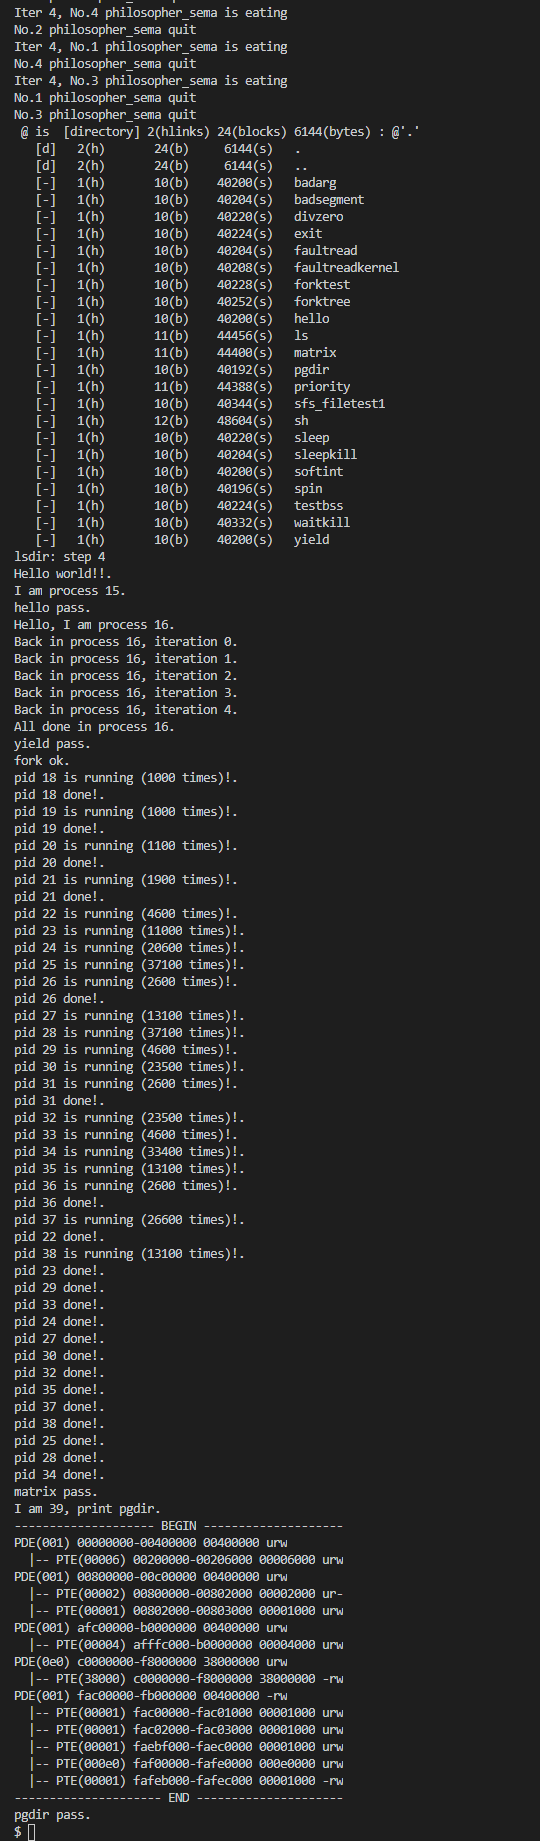 Iter 4, No.4 philosopher_sema is eating
No.2 philosopher_sema quit
Iter 4, No.1 philosopher_sema is eating
No.4 philosopher_sema quit
Iter 4, No.3 philosopher_sema is eating
No.1 philosopher_sema quit
No.3 philosopher_sema quit
 @ is  [directory] 2(hlinks) 24(blocks) 6144(bytes) : @'.'
   [d]   2(h)       24(b)     6144(s)   .
   [d]   2(h)       24(b)     6144(s)   ..
   [-]   1(h)       10(b)    40200(s)   badarg
   [-]   1(h)       10(b)    40204(s)   badsegment
   [-]   1(h)       10(b)    40220(s)   divzero
   [-]   1(h)       10(b)    40224(s)   exit
   [-]   1(h)       10(b)    40204(s)   faultread
   [-]   1(h)       10(b)    40208(s)   faultreadkernel
   [-]   1(h)       10(b)    40228(s)   forktest
   [-]   1(h)       10(b)    40252(s)   forktree
   [-]   1(h)       10(b)    40200(s)   hello
   [-]   1(h)       11(b)    44456(s)   ls
   [-]   1(h)       11(b)    44400(s)   matrix
   [-]   1(h)       10(b)    40192(s)   pgdir
   [-]   1(h)       11(b)    44388(s)   priority
   [-]   1(h)       10(b)    40344(s)   sfs_filetest1
   [-]   1(h)       12(b)    48604(s)   sh
   [-]   1(h)       10(b)    40220(s)   sleep
   [-]   1(h)       10(b)    40204(s)   sleepkill
   [-]   1(h)       10(b)    40200(s)   softint
   [-]   1(h)       10(b)    40196(s)   spin
   [-]   1(h)       10(b)    40224(s)   testbss
   [-]   1(h)       10(b)    40332(s)   waitkill
   [-]   1(h)       10(b)    40200(s)   yield
lsdir: step 4
Hello world!!.
I am process 15.
hello pass.
Hello, I am process 16.
Back in process 16, iteration 0.
Back in process 16, iteration 1.
Back in process 16, iteration 2.
Back in process 16, iteration 3.
Back in process 16, iteration 4.
All done in process 16.
yield pass.
fork ok.
pid 18 is running (1000 times)!.
pid 18 done!.
pid 19 is running (1000 times)!.
pid 19 done!.
pid 20 is running (1100 times)!.
pid 20 done!.
pid 21 is running (1900 times)!.
pid 21 done!.
pid 22 is running (4600 times)!.
pid 23 is running (11000 times)!.
pid 24 is running (20600 times)!.
pid 25 is running (37100 times)!.
pid 26 is running (2600 times)!.
pid 26 done!.
pid 27 is running (13100 times)!.
pid 28 is running (37100 times)!.
pid 29 is running (4600 times)!.
pid 30 is running (23500 times)!.
pid 31 is running (2600 times)!.
pid 31 done!.
pid 32 is running (23500 times)!.
pid 33 is running (4600 times)!.
pid 34 is running (33400 times)!.
pid 35 is running (13100 times)!.
pid 36 is running (2600 times)!.
pid 36 done!.
pid 37 is running (26600 times)!.
pid 22 done!.
pid 38 is running (13100 times)!.
pid 23 done!.
pid 29 done!.
pid 33 done!.
pid 24 done!.
pid 27 done!.
pid 30 done!.
pid 32 done!.
pid 35 done!.
pid 37 done!.
pid 38 done!.
pid 25 done!.
pid 28 done!.
pid 34 done!.
matrix pass.
I am 39, print pgdir.
-------------------- BEGIN --------------------
PDE(001) 00000000-00400000 00400000 urw
  |-- PTE(00006) 00200000-00206000 00006000 urw
PDE(001) 00800000-00c00000 00400000 urw
  |-- PTE(00002) 00800000-00802000 00002000 ur-
  |-- PTE(00001) 00802000-00803000 00001000 urw
PDE(001) afc00000-b0000000 00400000 urw
  |-- PTE(00004) afffc000-b0000000 00004000 urw
PDE(0e0) c0000000-f8000000 38000000 urw
  |-- PTE(38000) c0000000-f8000000 38000000 -rw
PDE(001) fac00000-fb000000 00400000 -rw
  |-- PTE(00001) fac00000-fac01000 00001000 urw
  |-- PTE(00001) fac02000-fac03000 00001000 urw
  |-- PTE(00001) faebf000-faec0000 00001000 urw
  |-- PTE(000e0) faf00000-fafe0000 000e0000 urw
  |-- PTE(00001) fafeb000-fafec000 00001000 -rw
--------------------- END ---------------------
pgdir pass.
$